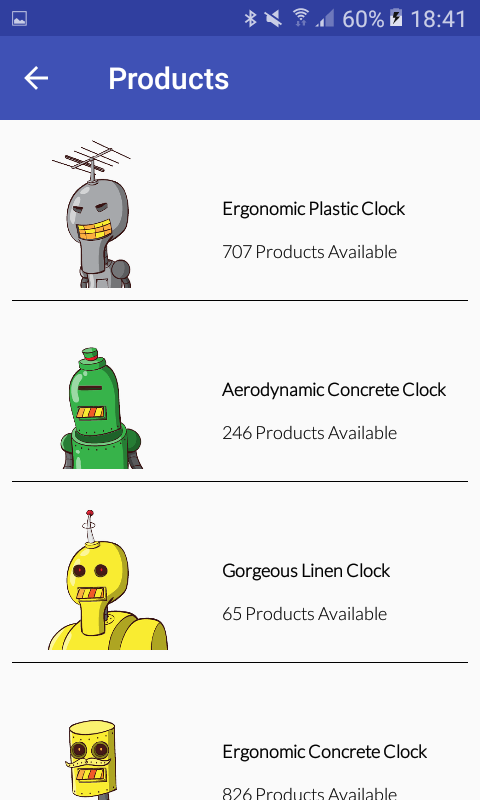 60% 18:41
Products
Ergonomic Plastic Clock
707 Products Available
Aerodynamic Concrete Clock
246 Products Available
Gorgeous Linen Clock
65 Products Available
Ergonomic Concrete Clock
826 Products Available